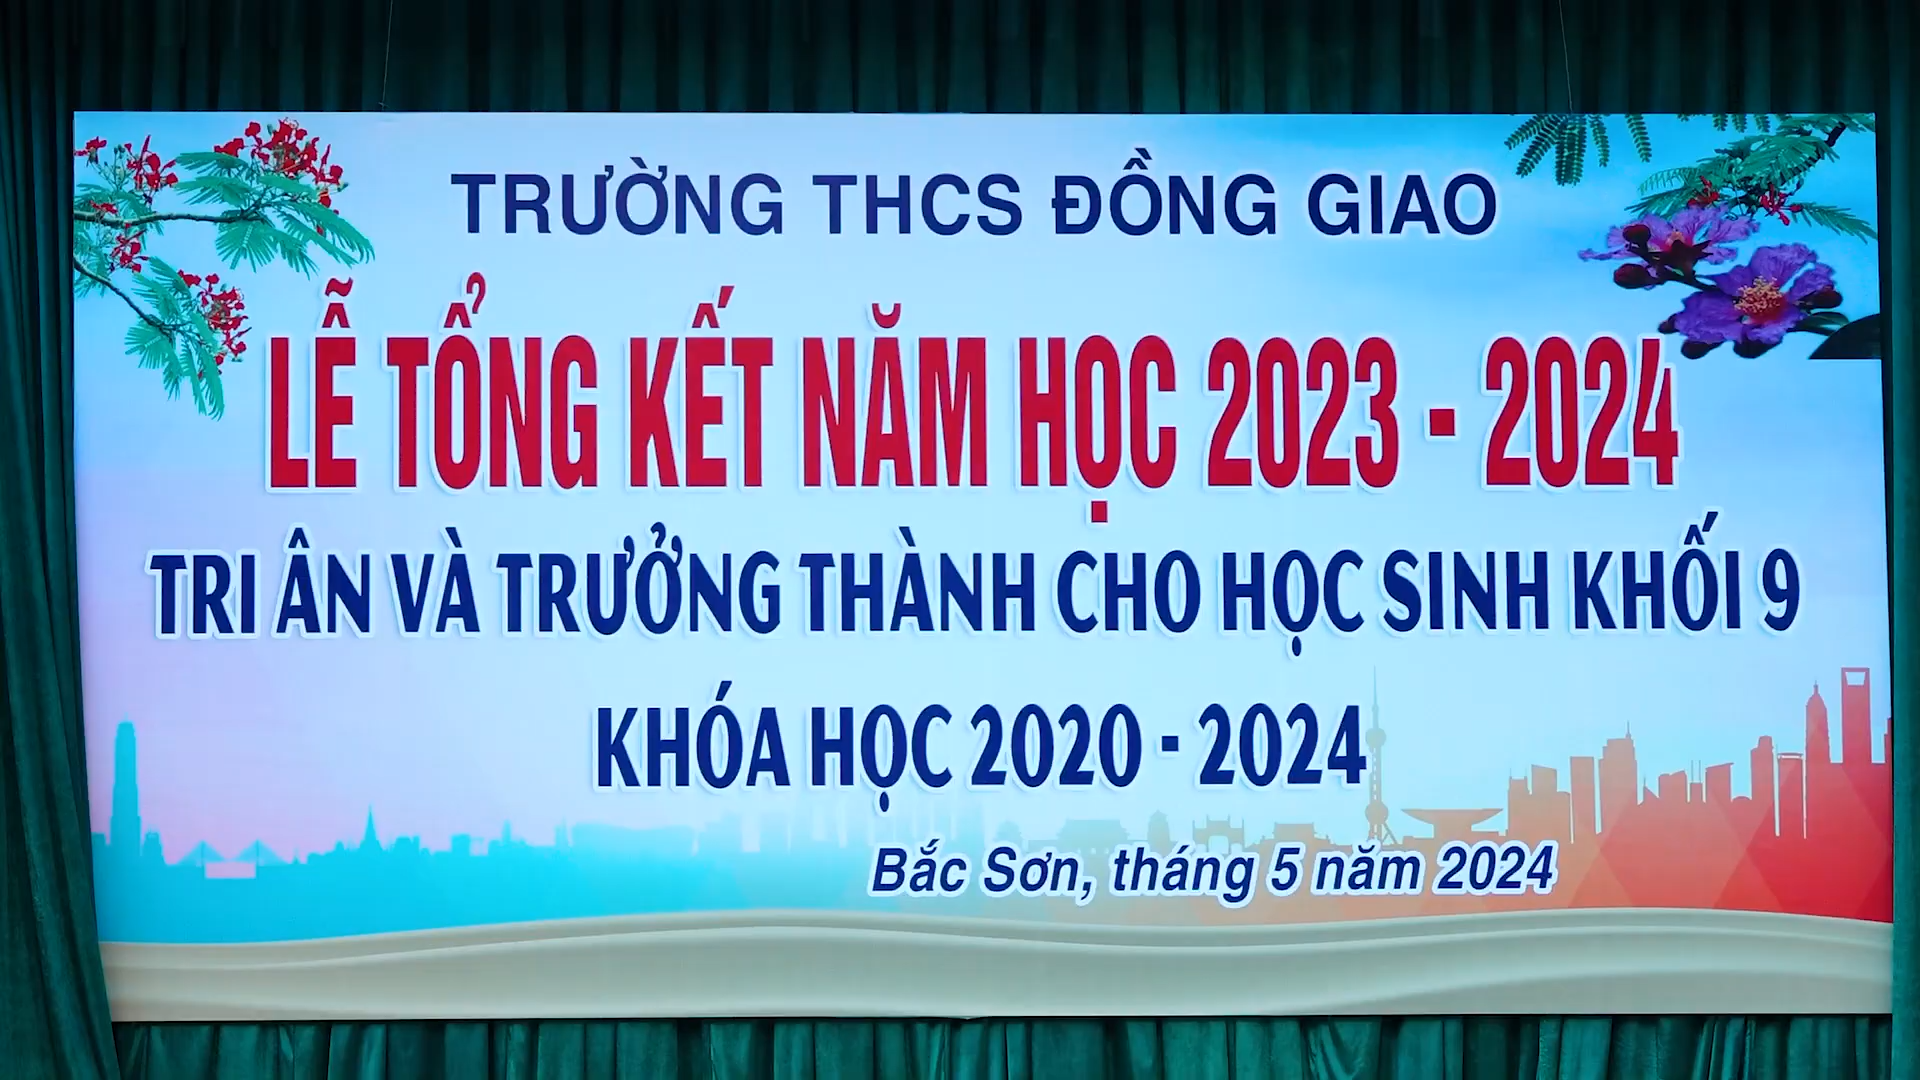 TRƯỜNG THCS ĐỒNG GIAO
LỄ TỔNG KẾT NĂM HỌC 2023 - 2024
TRI ÂN VÀ TRƯỞNG THÀNH CHO HỌC SINH KHỐI 9
KHÓA HỌC 2020 - 2024
Bắc Sơn, tháng 5 năm 2024